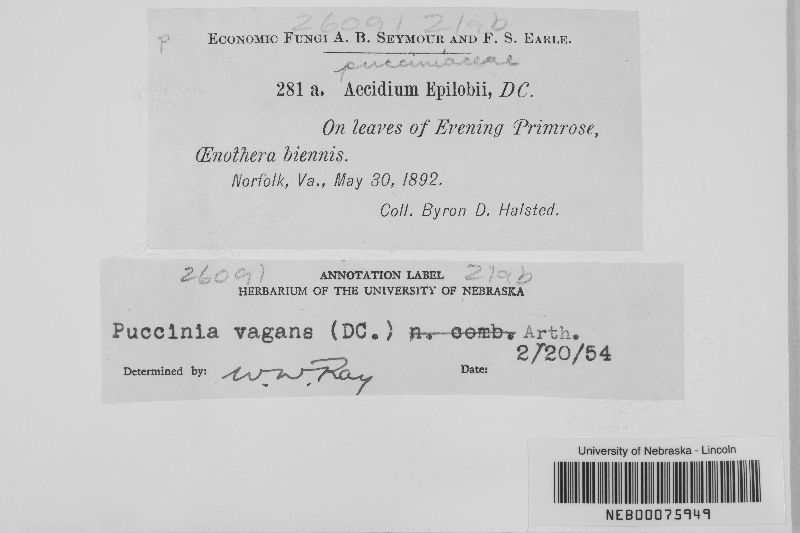 26091 21ab
p
ECONOMIC FUNGI A. B. SEYMOUR AND F. S. EARLE.
pucciniaceae
281 a. Aecidium Epilobii, DC.
On leaves of Evening Primrose,
Œnothera biennis.
Norfolk, Va., May 30, 1892.
Coll. Byron D. Halsted.
26091 ANNOTATION LABEL 21ab
HERBARIUM OF THE UNIVERSITY OF NEBRASKA
Puccinia vagans (DC.) n. comb. Arth.
2/20/54
Determined by: W. W. Ray Date:
University of Nebraska - Lincoln
NEB00075949